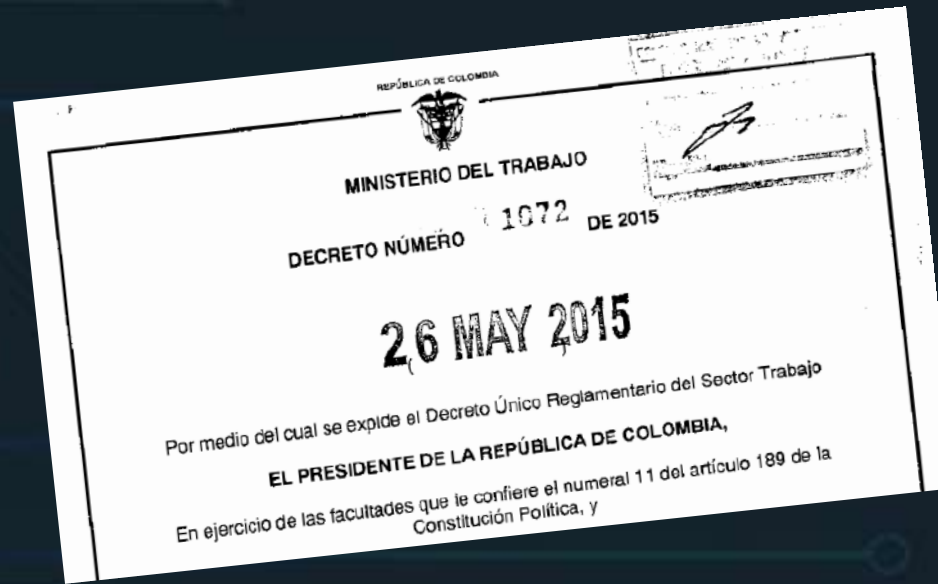 REPÚBLICA DE COLOMBIA
MINISTERIO DEL TRABAJO
DECRETO NÚMERO 1072 DE 2015
26 MAY 2015
Por medio del cual se expide el Decreto Único Reglamentario del Sector Trabajo
EL PRESIDENTE DE LA REPÚBLICA DE COLOMBIA,
En ejercicio de las facultades que le confiere el numeral 11 del artículo 189 de la
Constitución Política, y